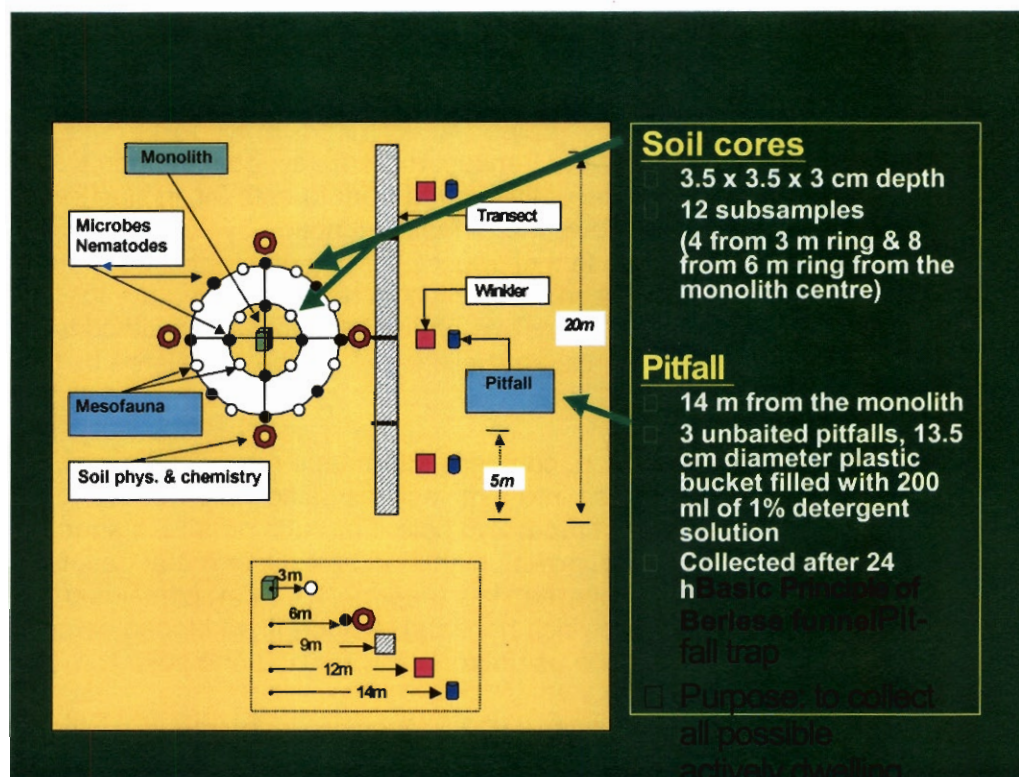 Monolith
Microbes
Nematodes
Transect
Winkler
20m
Pitfall
Mesofauna
Soil phys. & chemistry
5m
3m
6m
9m
12m
14m
Soil cores
3.5 x 3.5 x 3 cm depth
12 subsamples
(4 from 3 m ring & 8
from 6 m ring from the
monolith centre)
Pitfall
14 m from the monolith
3 unbaited pitfalls, 13.5
cm diameter plastic
bucket filled with 200
ml of 1% detergent
solution
Collected after 24
hBasic Principle of
Berlese funnelPit-
fall trap
Purpose: to collect
all possible
actively dwelling